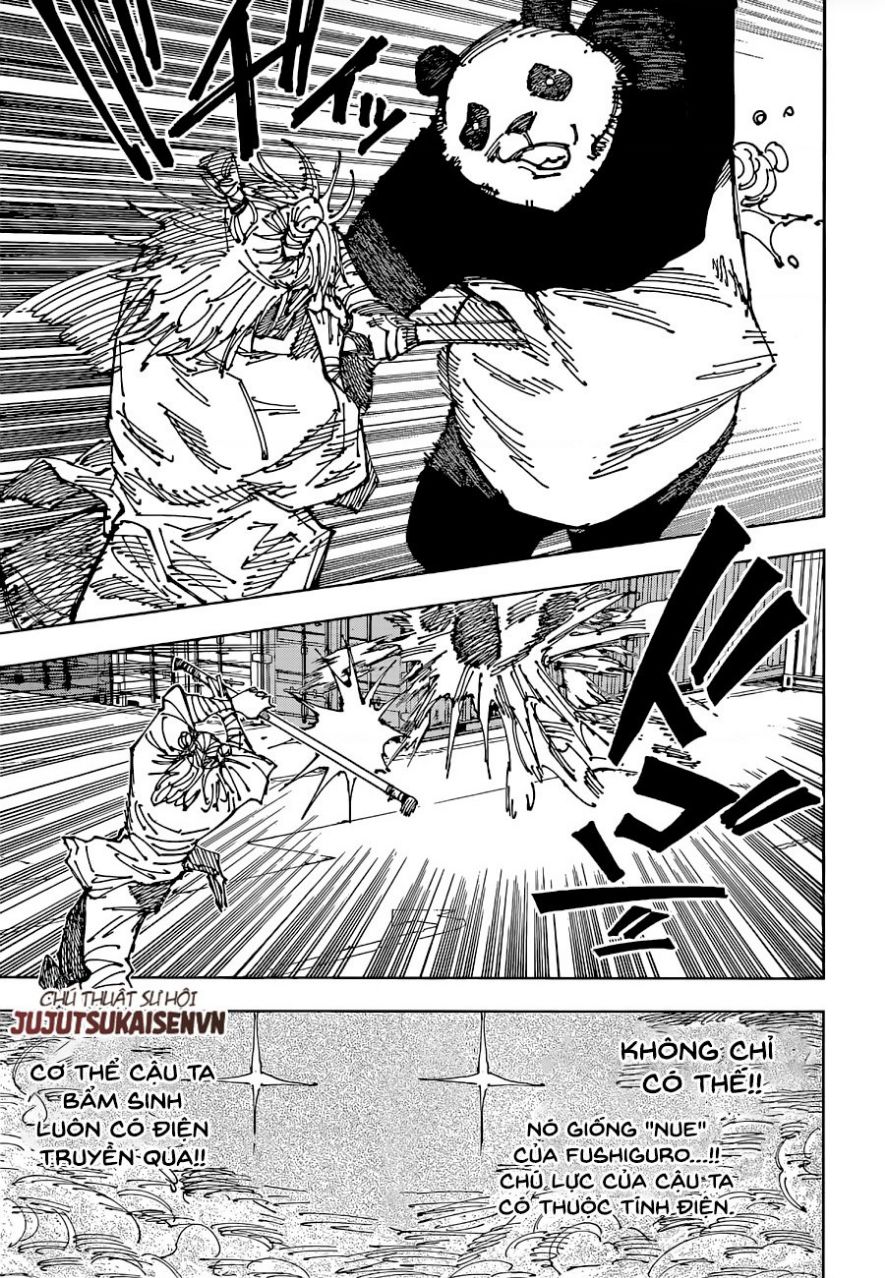 CHÚ THUẬT SƯ HỘI
JUJUTSUKAISENVN
KHÔNG CHỈ
CÓ THẾ!!
NÓ GIỐNG "NUE"
CỦA FUSHIGURO...!!
CHÚ LỰC CỦA CẬU TA
CÓ THUỘC TÍNH ĐIỆN.
CƠ THỂ CẬU TA
BẨM SINH
LUÔN CÓ ĐIỆN
TRUYỀN QUA!!